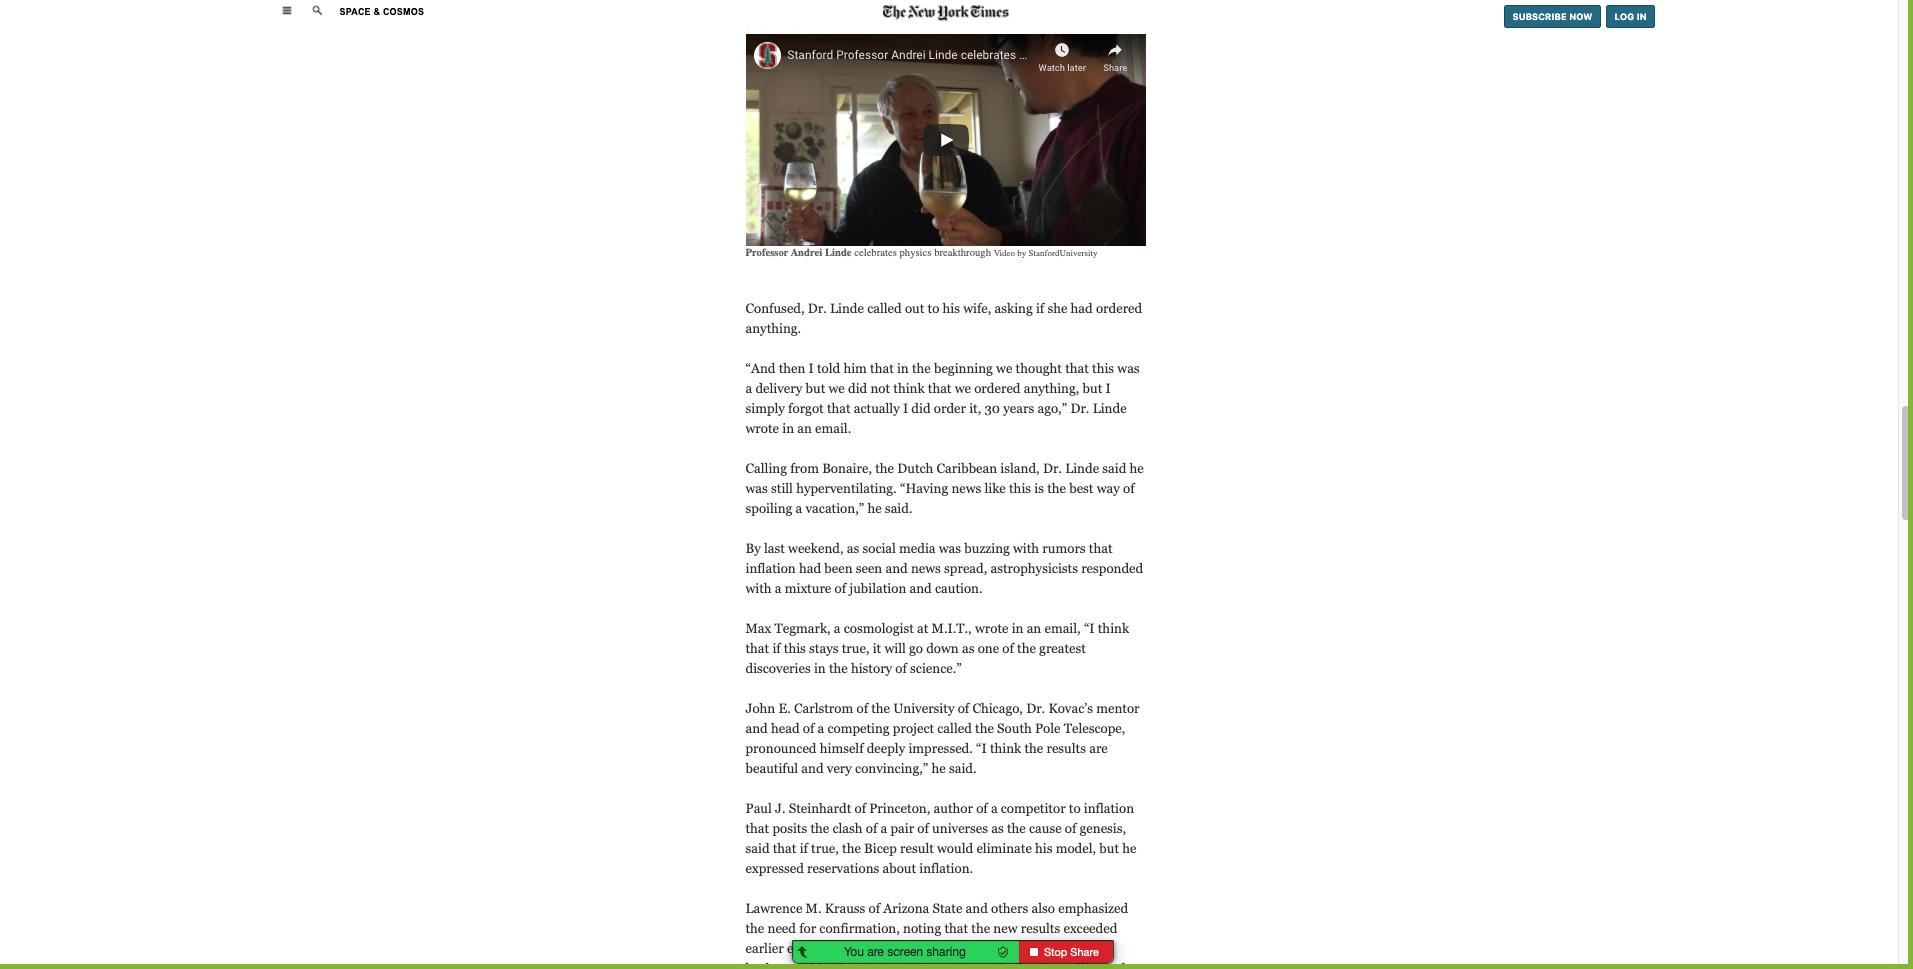 SPACE & COSMOS
The New York Times
SUBSCRIBE NOW
LOG IN
Stanford Professor Andrei Linde celebrates ...
Watch later
Share
Professor Andrei Linde celebrates physics breakthrough Video by StanfordUniversity
Confused, Dr. Linde called out to his wife, asking if she had ordered
anything.
“And then I told him that in the beginning we thought that this was
a delivery but we did not think that we ordered anything, but I
simply forgot that actually I did order it, 30 years ago,” Dr. Linde
wrote in an email.
Calling from Bonaire, the Dutch Caribbean island, Dr. Linde said he
was still hyperventilating. “Having news like this is the best way of
spoiling a vacation,” he said.
By last weekend, as social media was buzzing with rumors that
inflation had been seen and news spread, astrophysicists responded
with a mixture of jubilation and caution.
Max Tegmark, a cosmologist at M.I.T., wrote in an email, “I think
that if this stays true, it will go down as one of the greatest
discoveries in the history of science.”
John E. Carlstrom of the University of Chicago, Dr. Kovac’s mentor
and head of a competing project called the South Pole Telescope,
pronounced himself deeply impressed. “I think the results are
beautiful and very convincing,” he said.
Paul J. Steinhardt of Princeton, author of a competitor to inflation
that posits the clash of a pair of universes as the cause of genesis,
said that if true, the Bicep result would eliminate his model, but he
expressed reservations about inflation.
Lawrence M. Krauss of Arizona State and others also emphasized
the need for confirmation, noting that the new results exceeded
earlier
You are screen sharing
Stop Share